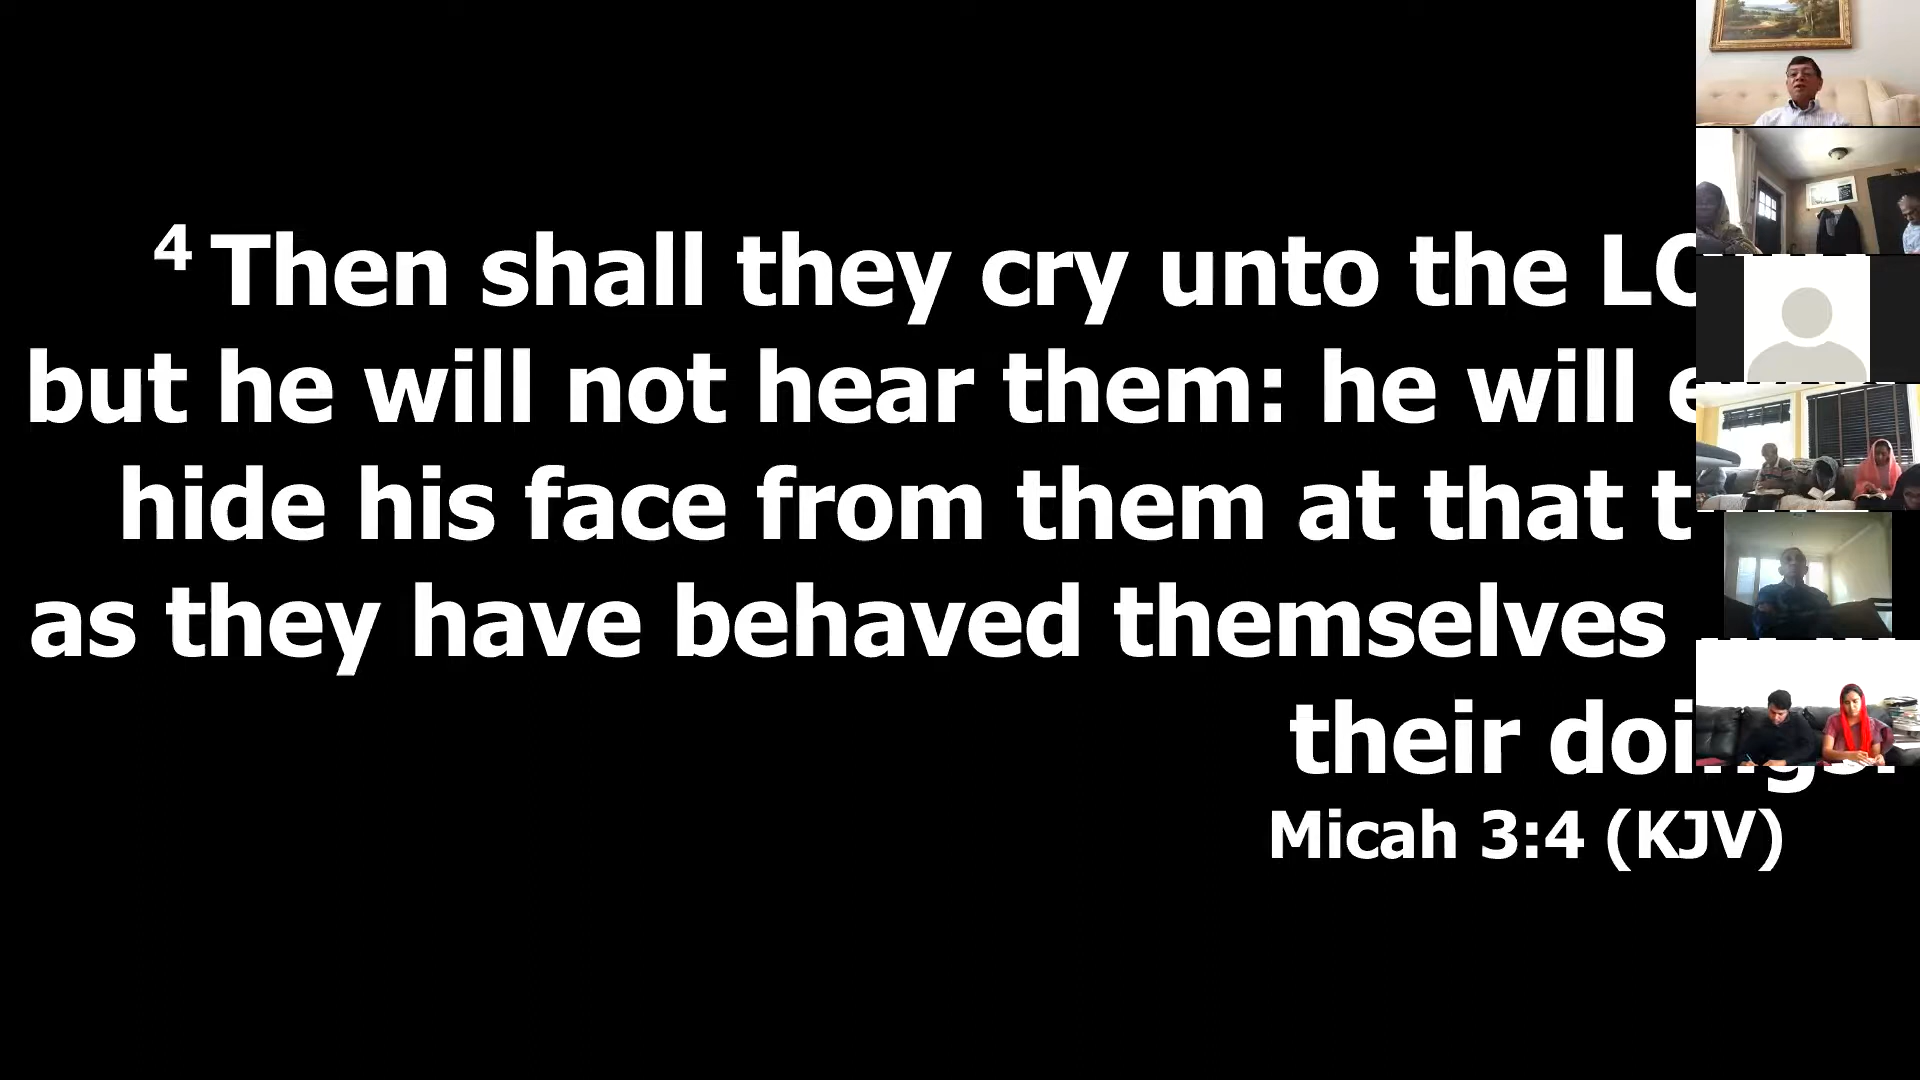 4 Then shall they cry unto the
but he will not hear them: he will
hide his face from them at that
as they have behaved themselves
their
Micah 3:4 (KJV)